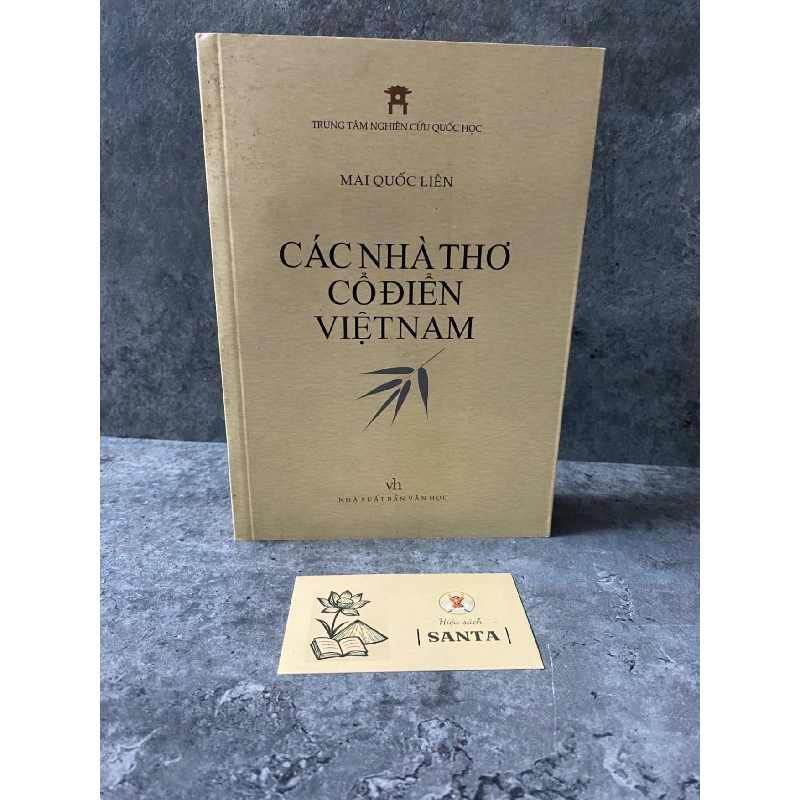 TRUNG TÂM NGHIÊN CỨU QUỐC HỌC
MAI QUỐC LIÊN
CÁC NHÀ THƠ
CỔ ĐIỂN
VIỆT NAM
vh
NHÀ XUẤT BẢN VĂN HỌC
Hiệu sách
SANTA